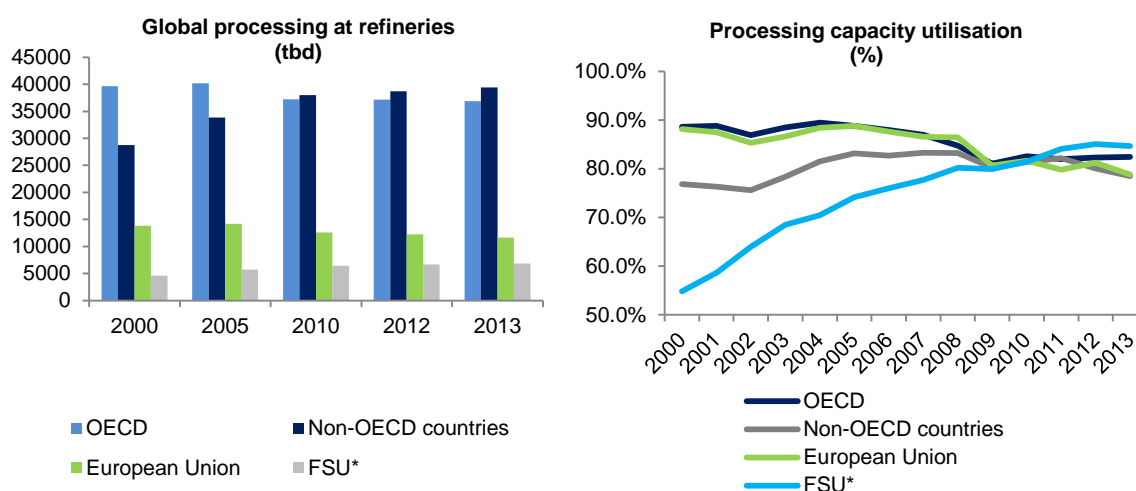 Global processing at refineries
(tbd)
45000
40000
35000
30000
25000
20000
15000
10000
5000
0
2000 2005 2010 2012 2013
OECD Non-OECD countries
European Union FSU*
Processing capacity utilisation
(%)
100.0%
90.0%
80.0%
70.0%
60.0%
50.0%
2000 2001 2002 2003 2004 2005 2006 2007 2008 2009 2010 2011 2012 2013
OECD
Non-OECD countries
European Union
FSU*